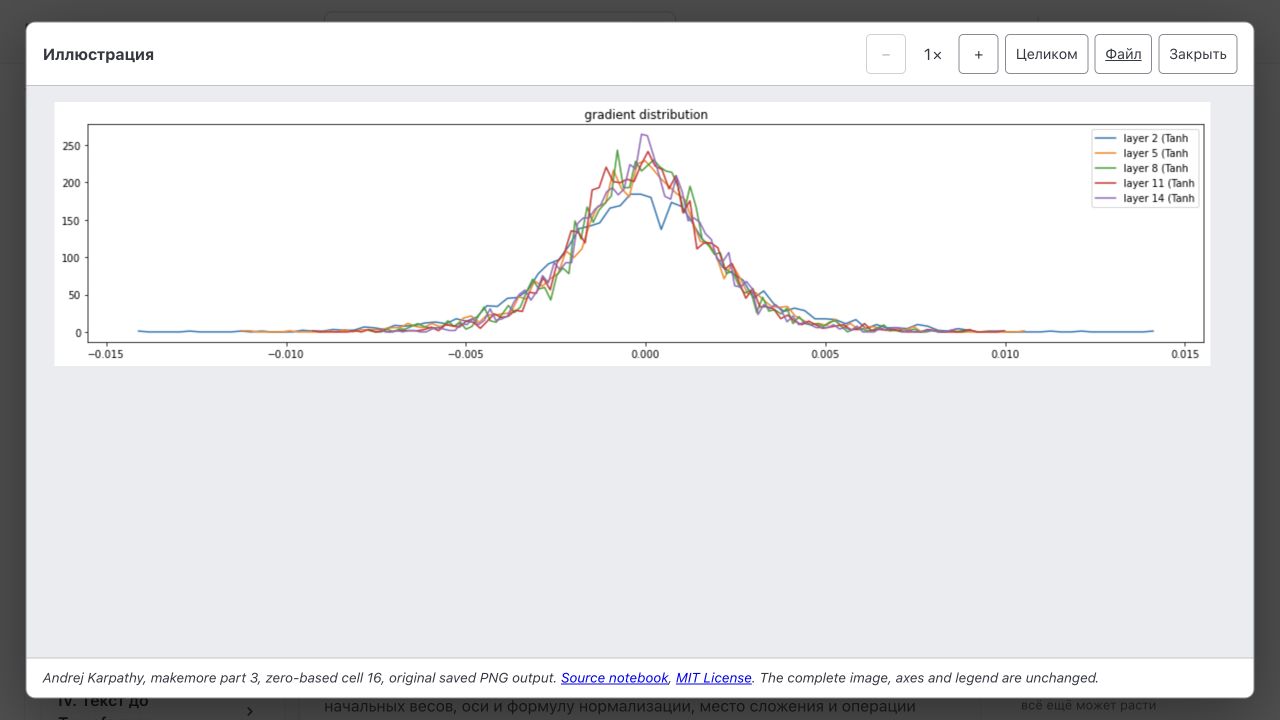 Иллюстрация
− 1× + Целиком Файл Закрыть
gradient distribution
250
200
150
100
50
0
−0.015 −0.010 −0.005 0.000 0.005 0.010 0.015
layer 2 (Tanh
layer 5 (Tanh
layer 8 (Tanh
layer 11 (Tanh
layer 14 (Tanh
Andrej Karpathy, makemore part 3, zero-based cell 16, original saved PNG output. Source notebook, MIT License. The complete image, axes and legend are unchanged.
IV. Текст до
начальных весов, оси и формулу нормализации, место сложения и операции
всё ещё может расти